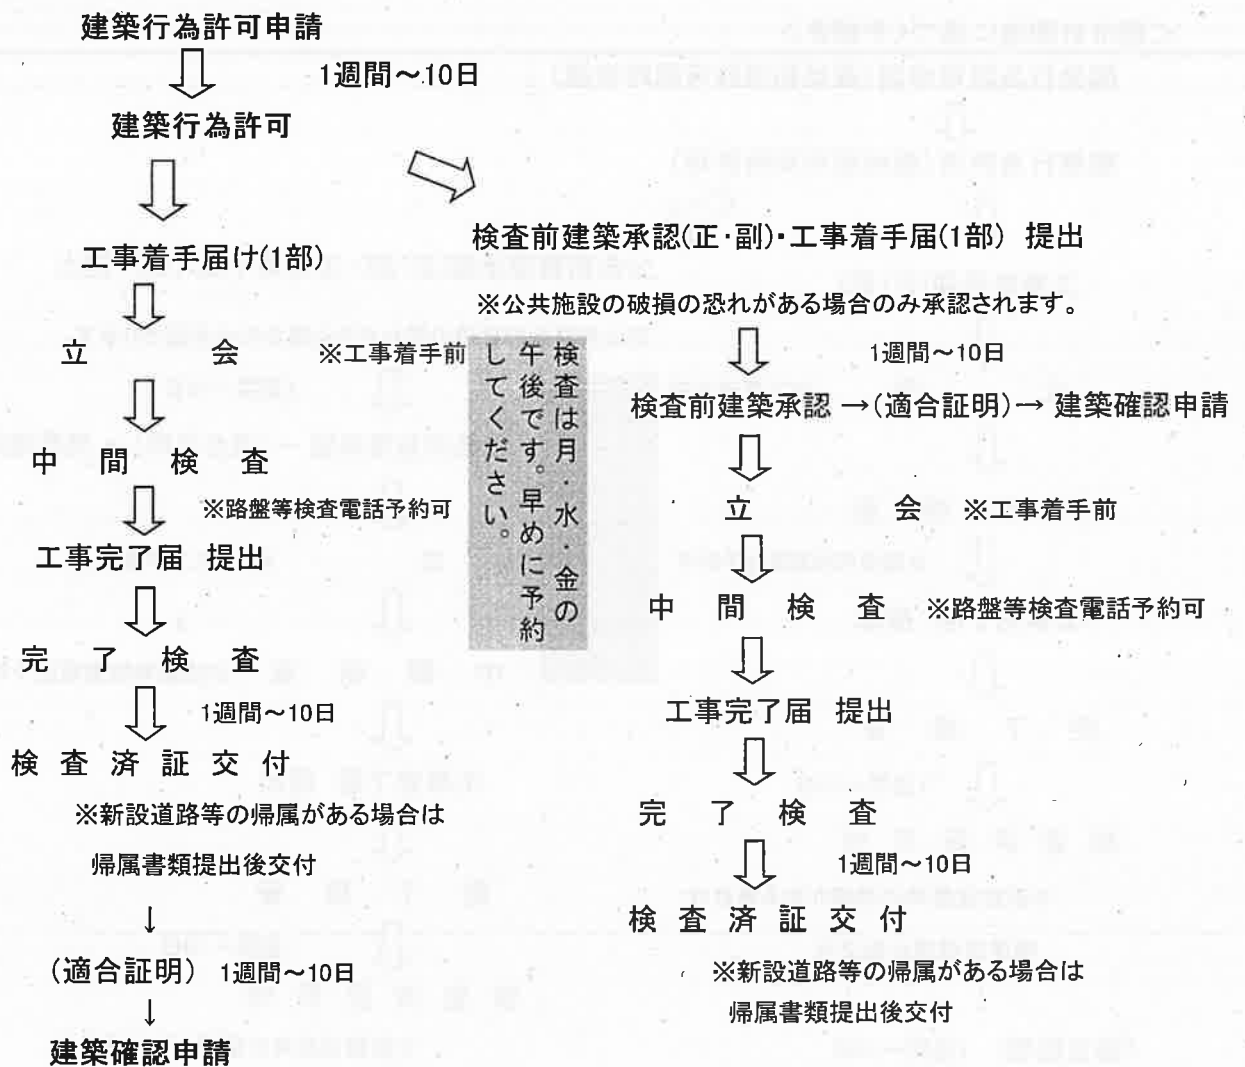 建築行為許可申請
1週間～10日
建築行為許可
工事着手届け(1部)
立　　会　※工事着手前
中間検査
※路盤等検査電話予約可
工事完了届 提出
完了検査
1週間～10日
検査済証交付
※新設道路等の帰属がある場合は
帰属書類提出後交付
↓
(適合証明) 1週間～10日
↓
建築確認申請
検査は月・水・金の
午後です。早めに予約
してください。
検査前建築承認(正・副)・工事着手届(1部) 提出
※公共施設の破損の恐れがある場合のみ承認されます。
1週間～10日
検査前建築承認 →(適合証明)→ 建築確認申請
立　　会　※工事着手前
中間検査 ※路盤等検査電話予約可
工事完了届 提出
完了検査
1週間～10日
検査済証交付
※新設道路等の帰属がある場合は
帰属書類提出後交付